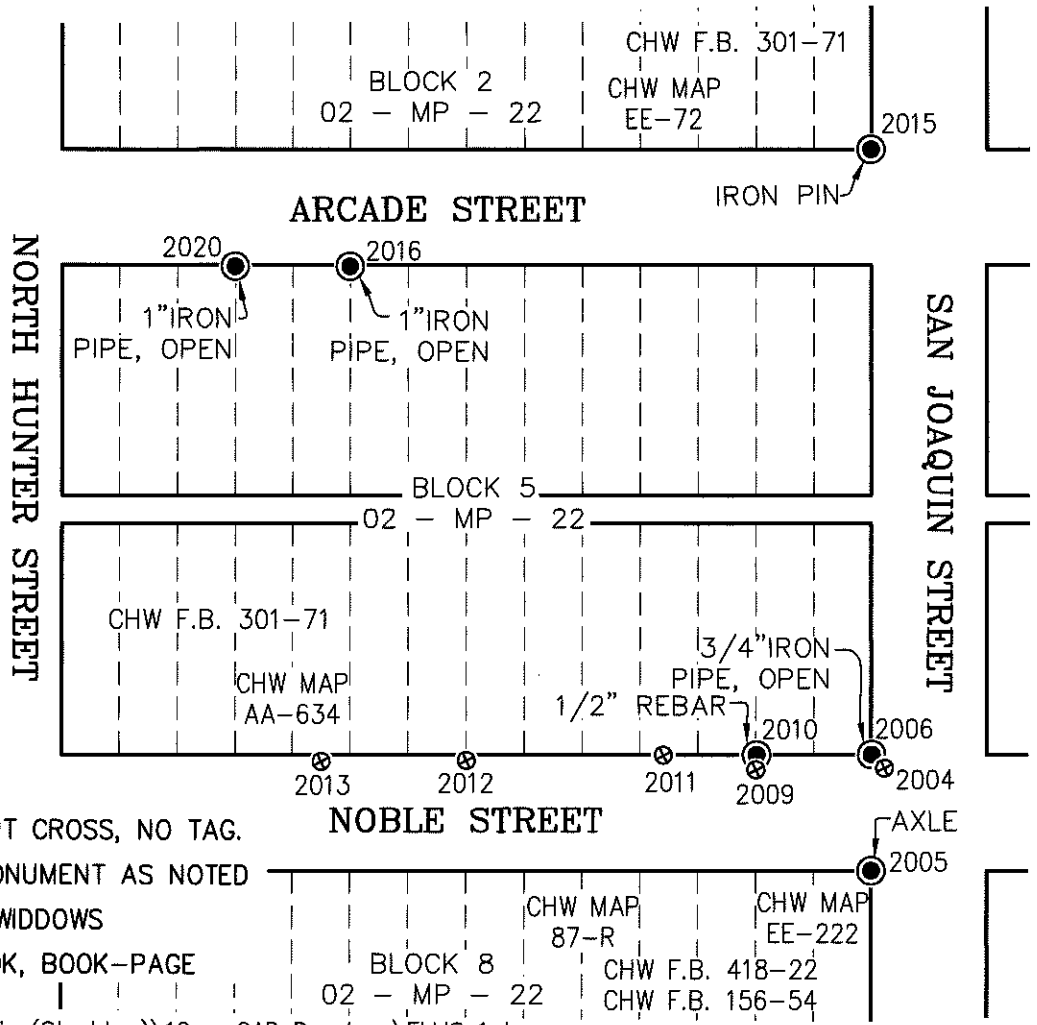 CHW F.B. 301-71
BLOCK 2
02 - MP - 22
CHW MAP
EE-72
2015
IRON PIN
ARCADE STREET
2020
2016
1"IRON
PIPE, OPEN
1"IRON
PIPE, OPEN
NORTH HUNTER STREET
SAN JOAQUIN STREET
BLOCK 5
02 - MP - 22
CHW F.B. 301-71
CHW MAP
AA-634
3/4"IRON
PIPE, OPEN
1/2" REBAR
2010
2006
2013
2012
2011
2009
2004
NOBLE STREET
T CROSS, NO TAG.
ONUMENT AS NOTED
WIDDOWS
OK, BOOK-PAGE
AXLE
2005
CHW MAP
87-R
CHW MAP
EE-222
BLOCK 8
02 - MP - 22
CHW F.B. 418-22
CHW F.B. 156-54